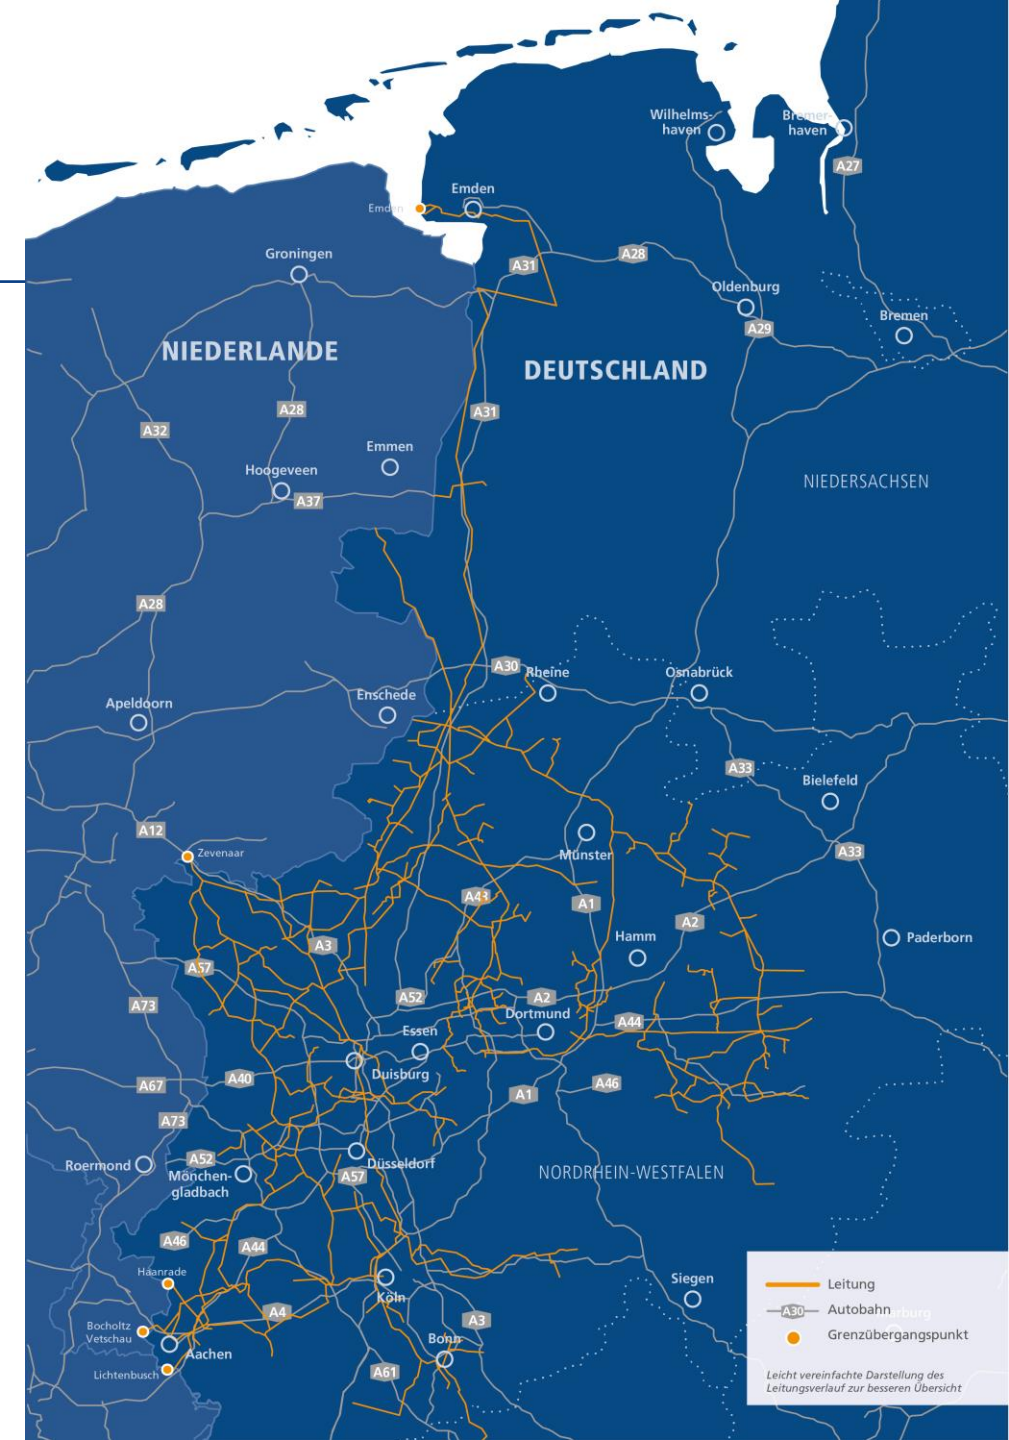 Wilhelms-
haven
Bremer-
haven
A27
Emden
Emden
Groningen
A31
A28
Oldenburg
A29
Bremen
NIEDERLANDE
DEUTSCHLAND
A28
A31
A32
Emmen
Hoogeveen
A37
NIEDERSACHSEN
A28
A30
Rheine
Osnabrück
Enschede
Apeldoorn
A33
Bielefeld
A12
Zevenaar
Münster
A33
A43
A1
A2
Hamm
Paderborn
A3
A57
A52
A2
A73
Dortmund
A44
Essen
Duisburg
A40
A67
A46
A1
A73
A52
Roermond
Mönchen-
gladbach
Düsseldorf
A57
NORDRHEIN-WESTFALEN
A46
A44
Haanrade
Köln
Siegen
A4
A3
Bocholtz
Vetschau
Aachen
Bonn
Lichtenbusch
A61
Leitung
A30
Autobahn
Grenzübergangspunkt
Leicht vereinfachte Darstellung des
Leitungsverlauf zur besseren Übersicht